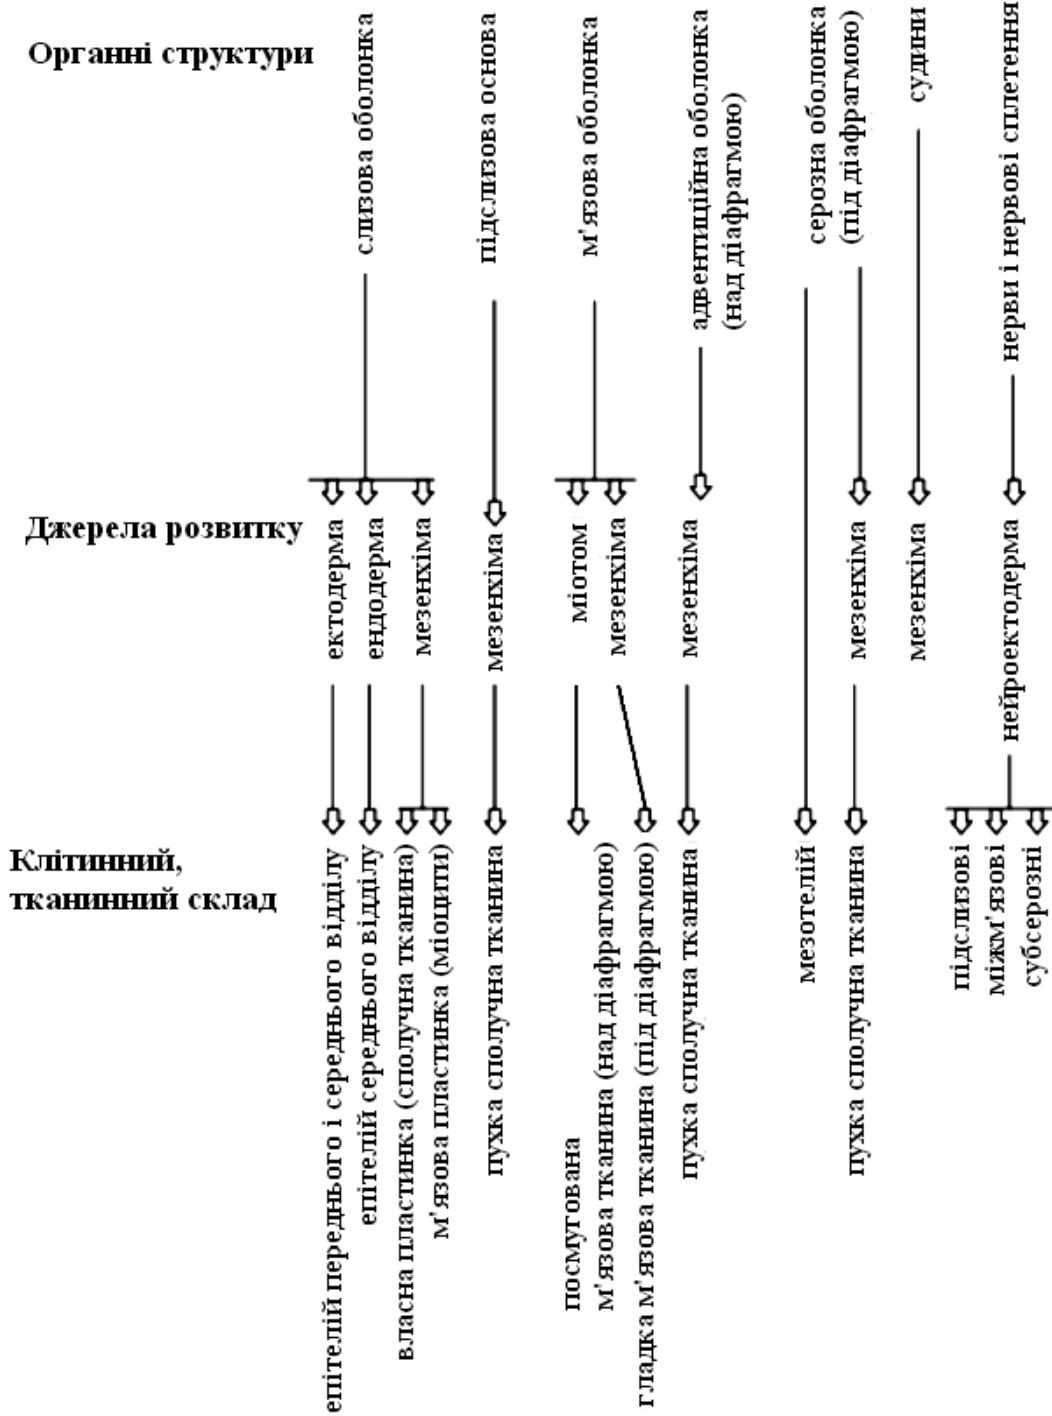 Органні структури
слизова оболонка
підслизова основа
м'язова оболонка
адвентиційна оболонка
(над діафрагмою)
серозна оболонка
(під діафрагмою)
судини
нерви і нервові сплетення
Джерела розвитку
ектодерма
ендодерма
мезенхіма
мезенхіма
міотом
мезенхіма
мезенхіма
мезенхіма
мезенхіма
нейроектодерма
Клітинний,
тканинний склад
епітелій переднього і середнього відділу
епітелій середнього відділу
власна пластинка (сполучна тканина)
м'язова пластинка (міоцити)
пухка сполучна тканина
посмугована
м'язова тканина (над діафрагмою)
гладка м'язова тканина (під діафрагмою)
пухка сполучна тканина
мезотелій
пухка сполучна тканина
підслизові
міжм'язові
субсерозні